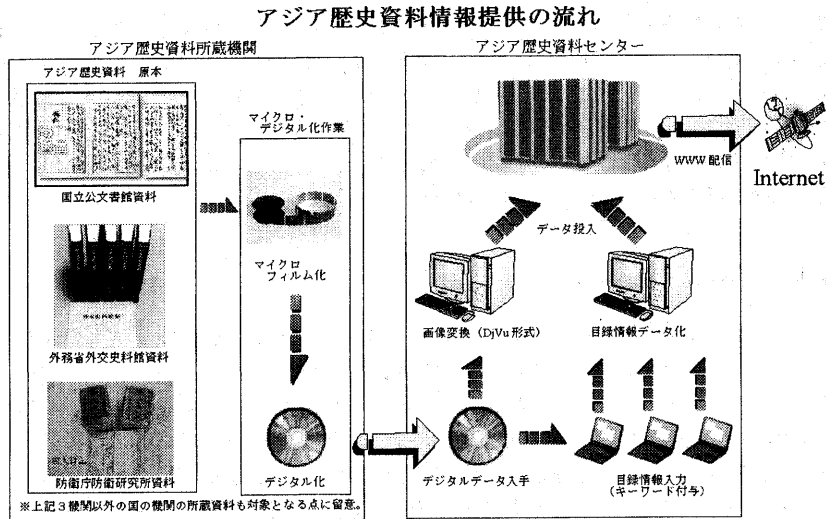 アジア歴史資料情報提供の流れ
アジア歴史資料所蔵機関
アジア歴史資料 原本
国立公文書館資料
外務省外交史料館資料
防衛庁防衛研究所資料
マイクロ・
デジタル化作業
マイクロ
フィルム化
デジタル化
※上記3機関以外の国の機関の所蔵資料も対象となる点に留意。
アジア歴史資料センター
WWW配信
Internet
データ投入
画像変換(DjVu形式)
目録情報データ化
デジタルデータ入手
目録情報入力
(キーワード付与)